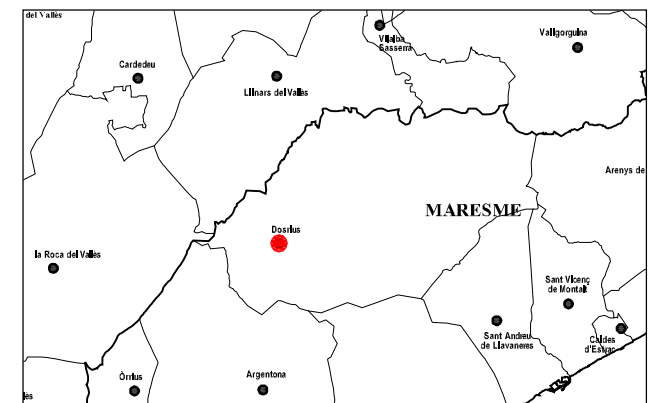 del Vallès
Vilalba
Sasserra
Vallgorguina
Cardedeu
Llinars del Vallès
Arenys de
MARESME
Dosrius
la Roca del Vallès
Sant Vicenç
de Montalt
Sant Andreu
de Llavaneres
Caldes
d'Estrac
Òrrius
Argentona
lès